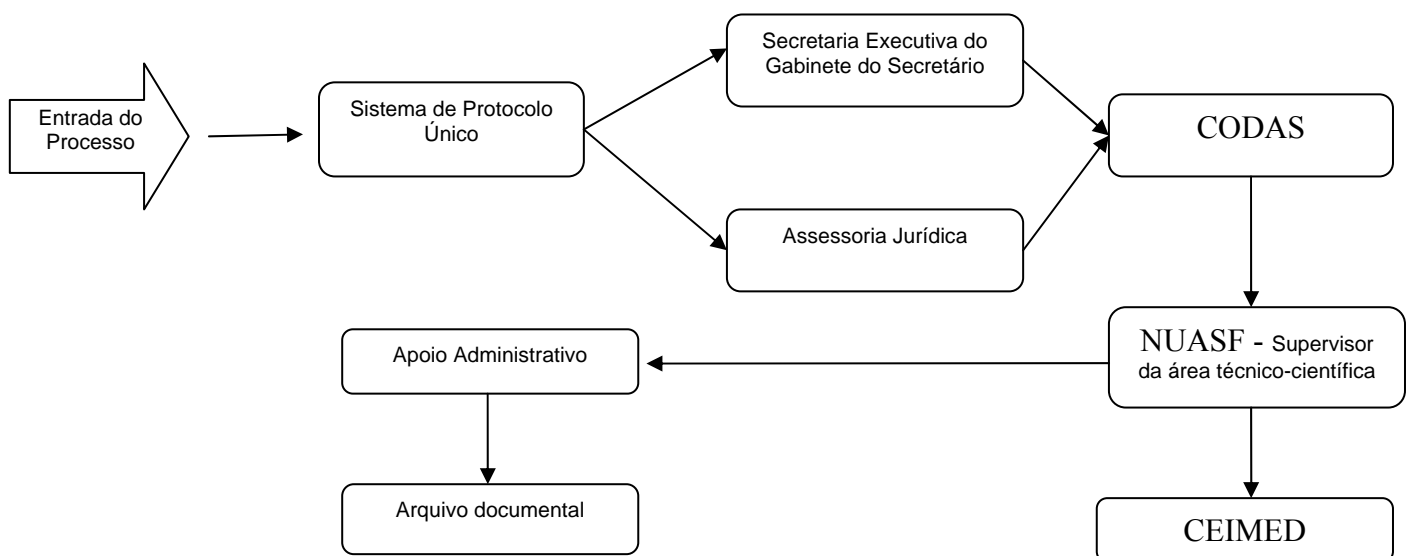 Entrada do
Processo
Sistema de Protocolo
Único
Secretaria Executiva do
Gabinete do Secretário
Assessoria Jurídica
CODAS
NUASF - Supervisor
da área técnico-científica
Apoio Administrativo
Arquivo documental
CEIMED